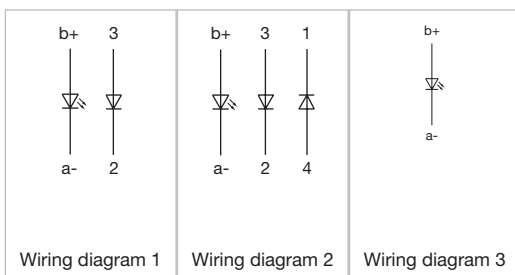 b+ 3
a- 2
Wiring diagram 1
b+ 3 1
a- 2 4
Wiring diagram 2
b+
a-
Wiring diagram 3